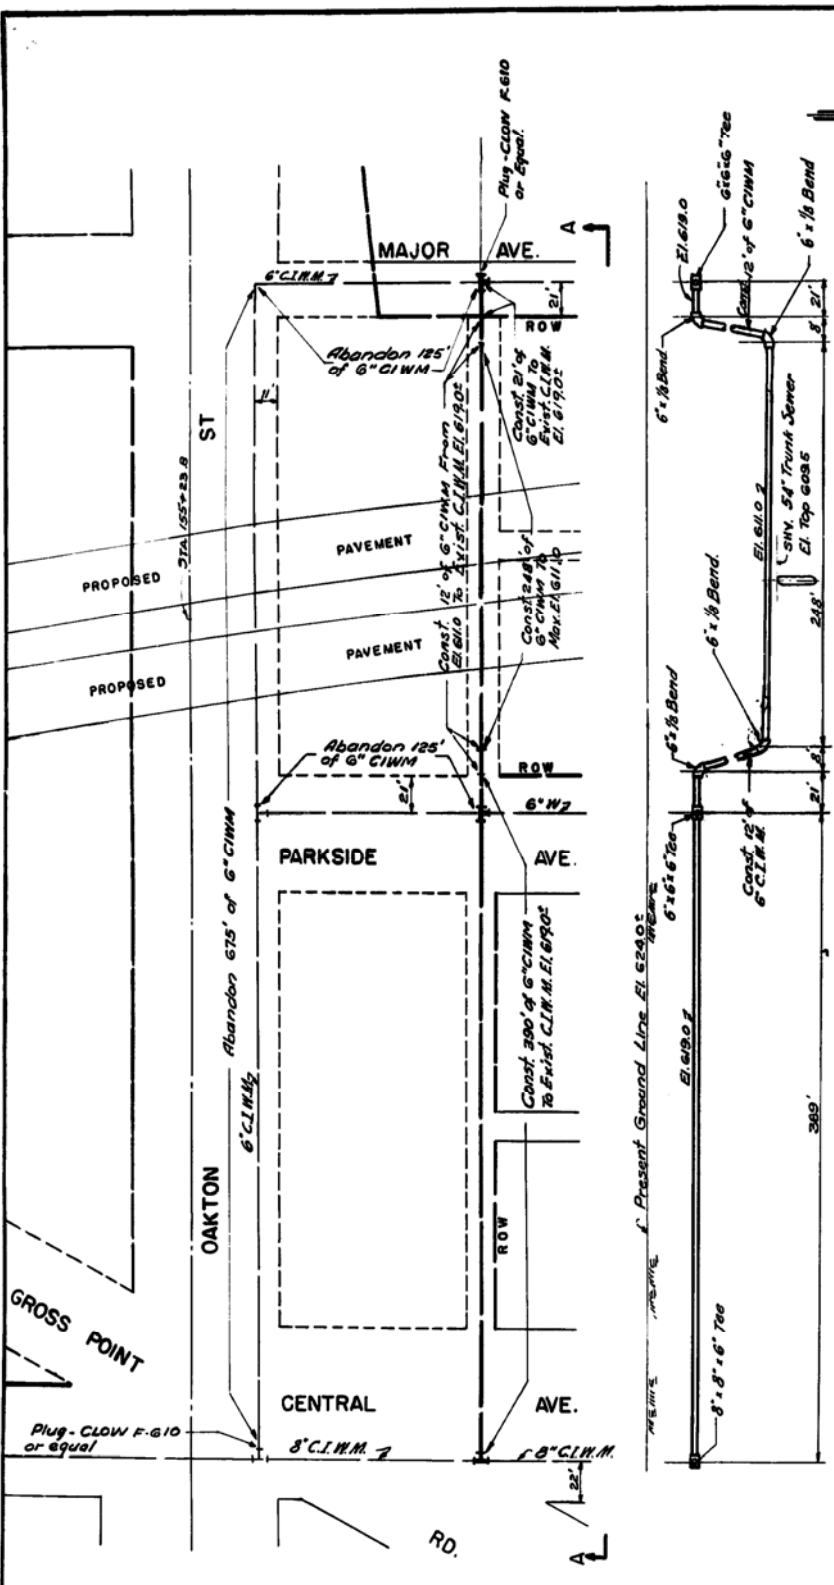 Plug-CLOW F.610
or Equal.
A
MAJOR AVE.
6" C.I.W.M.
21'
ROW
Abandon 125'
of 6" CIWM
11'
ST
STA. 155+23.8
Const. 21' of
6" CIWM To
Exist. C.I.W.M.
El. 619.0±
Const. 12' of 6" CIWM From
El. 611.0 To Exist. C.I.W.M. El. 619.0±
Const. 248' of
6" CIWM To
Max. El. 611.0
PROPOSED PAVEMENT
PROPOSED PAVEMENT
Abandon 125'
of 6" CIWM
ROW
21'
6" W
PARKSIDE AVE.
Abandon 675' of 6" CIWM
6" C.I.W.M.
Const. 390' of 6" CIWM
To Exist. C.I.W.M. El. 619.0±
OAKTON
ROW
GROSS POINT
CENTRAL AVE.
Plug-CLOW F-610
or equal
8" C.I.W.M.
8" C.I.W.M.
22'
RD.
A
6"x6"x6" Tee
El. 619.0
Const. 12' of 6" CIWM
6" x 1/8 Bend
6" x 1/8 Bend
21'
8'
El. 611.0
54" Trunk Sewer
El. Top 609.5
248'
6" x 1/8 Bend.
6" x 1/8 Bend
8'
21'
6"x6"x6" Tee
Const. 12' of
6" C.I.W.M.
Present Ground Line El. 624.0±
El. 619.0
389'
8" x 8" x 6" Tee